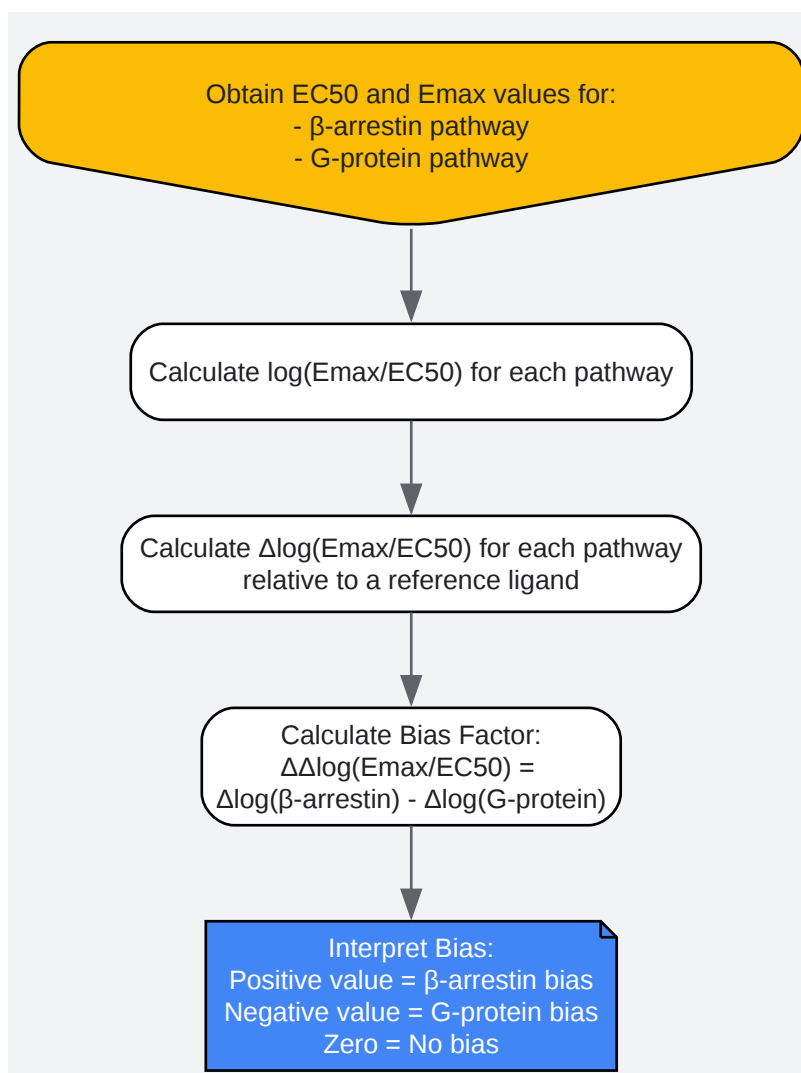 Obtain EC50 and Emax values for:
- β-arrestin pathway
- G-protein pathway
Calculate log(Emax/EC50) for each pathway
Calculate Δlog(Emax/EC50) for each pathway
relative to a reference ligand
Calculate Bias Factor:
ΔΔlog(Emax/EC50) =
Δlog(β-arrestin) - Δlog(G-protein)
Interpret Bias:
Positive value = β-arrestin bias
Negative value = G-protein bias
Zero = No bias